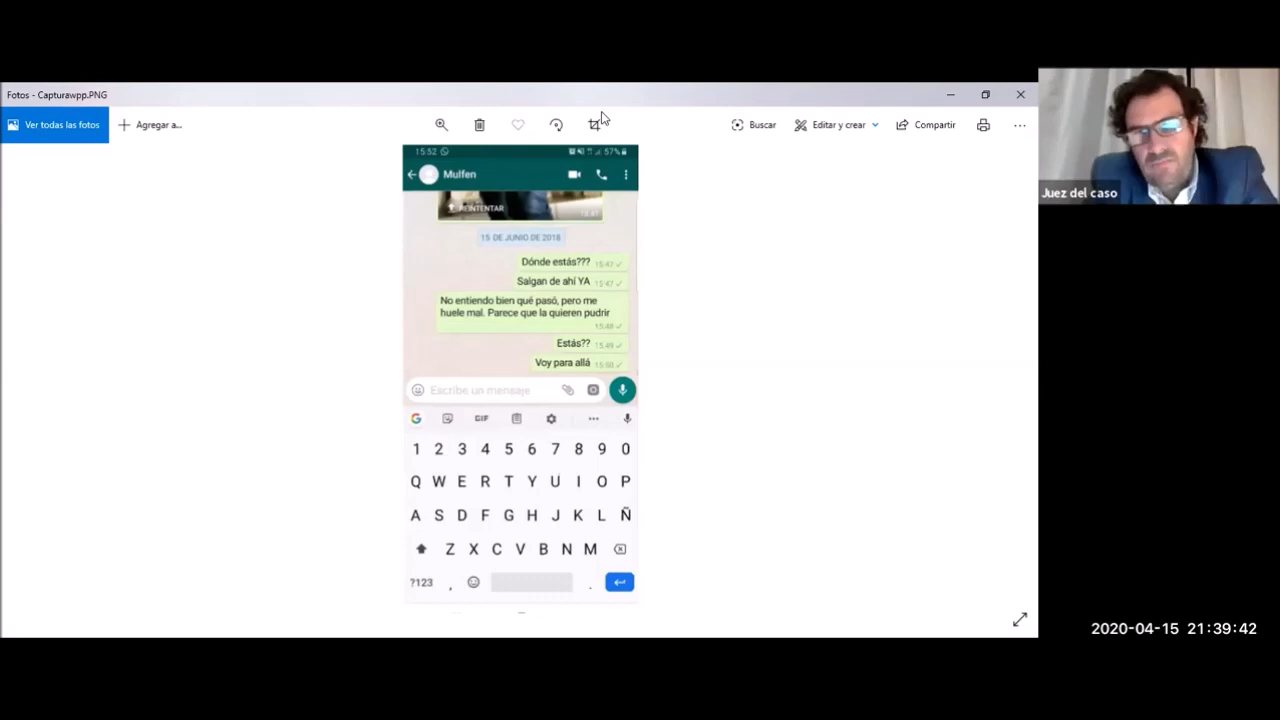 Fotos - Capturawpp.PNG
Ver todas las fotos
Agregar a...
Buscar
Editar y crear
Compartir
Juez del caso
15:52
57%
Mulfen
REINTENTAR
15:47
15 DE JUNIO DE 2018
Dónde estás??? 15:47
Salgan de ahí YA 15:47
No entiendo bien qué pasó, pero me
huele mal. Parece que la quieren pudrir
15:48
Estás?? 15:49
Voy para allá 15:50
Escribe un mensaje
G GIF
1 2 3 4 5 6 7 8 9 0
Q W E R T Y U I O P
A S D F G H J K L Ñ
Z X C V B N M
?123 , .
2020-04-15 21:39:42